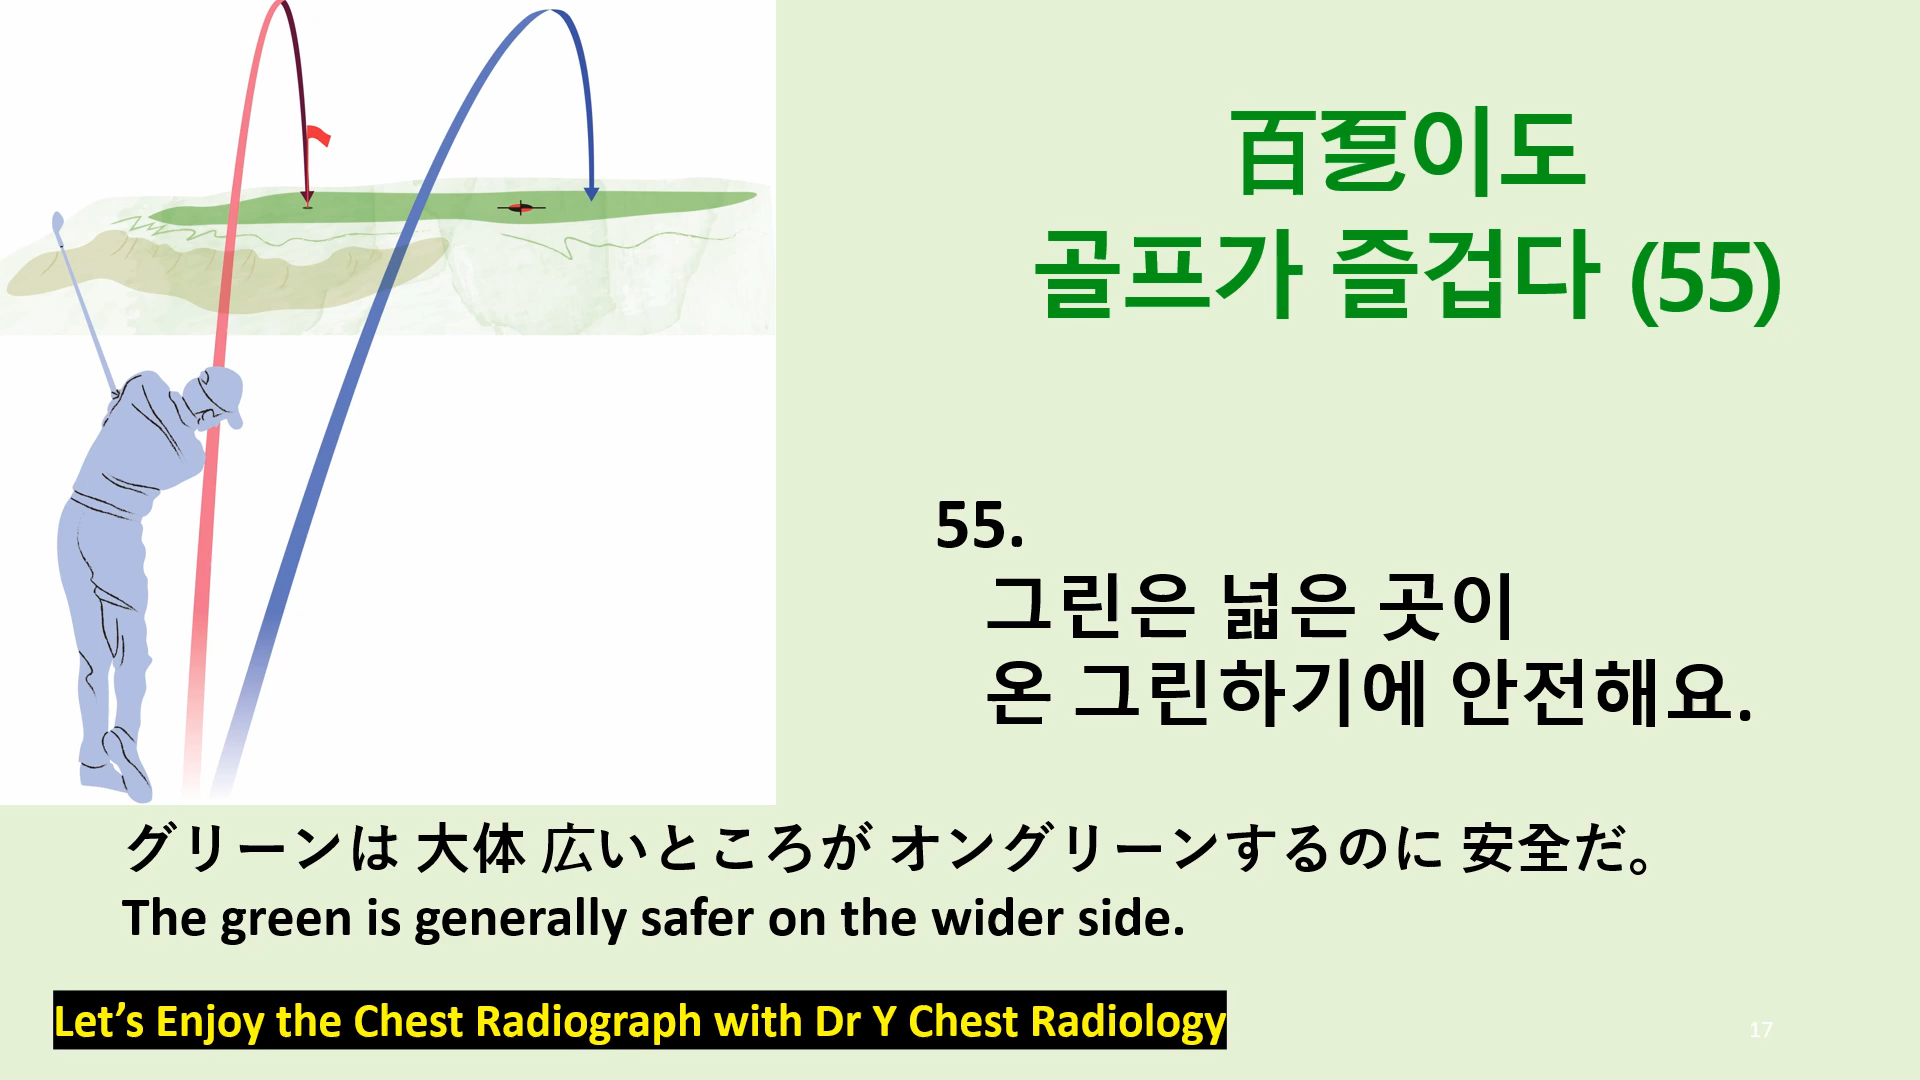 百乭이도
골프가 즐겁다 (55)
55.
그린은 넓은 곳이
온 그린하기에 안전해요.
グリーンは 大体 広いところが オングリーンするのに 安全だ。
The green is generally safer on the wider side.
Let’s Enjoy the Chest Radiograph with Dr Y Chest Radiology
17